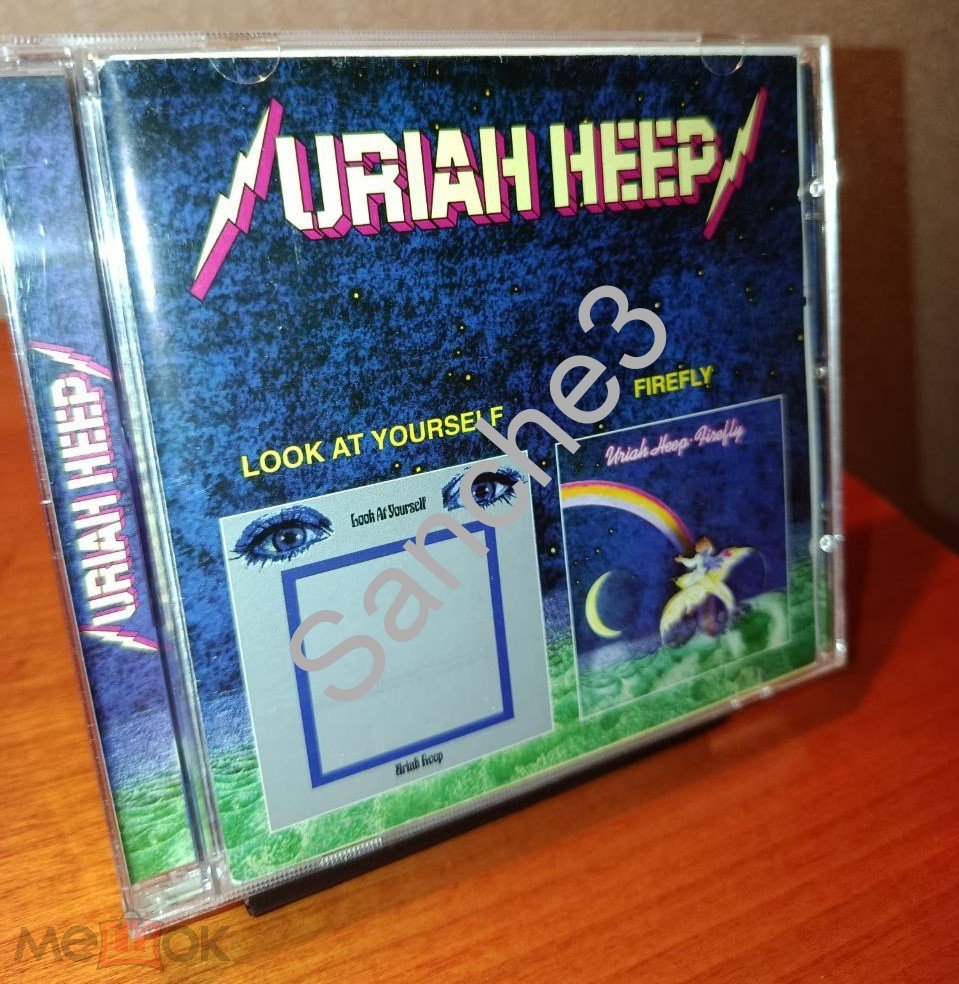 URIAH HEEP
URIAH HEEP
LOOK AT YOURSELF
FIREFLY
Look At Yourself
Uriah Heep
Uriah Heep · Firefly
Sanche3
мешок